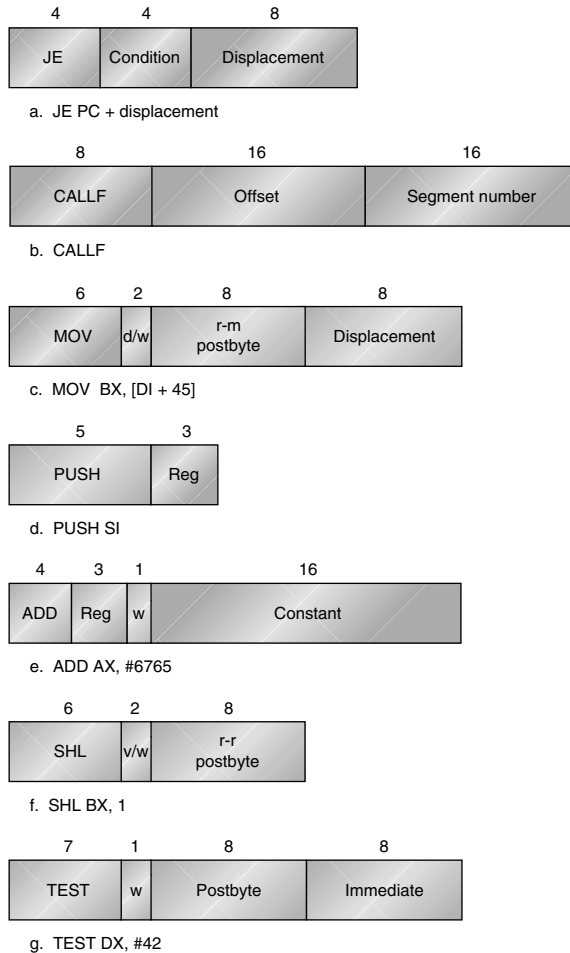 4 4 8
JE Condition Displacement
a. JE PC + displacement
8 16 16
CALLF Offset Segment number
b. CALLF
6 2 8 8
MOV d/w r-m postbyte Displacement
c. MOV BX, [DI + 45]
5 3
PUSH Reg
d. PUSH SI
4 3 1 16
ADD Reg w Constant
e. ADD AX, #6765
6 2 8
SHL v/w r-r postbyte
f. SHL BX, 1
7 1 8 8
TEST w Postbyte Immediate
g. TEST DX, #42